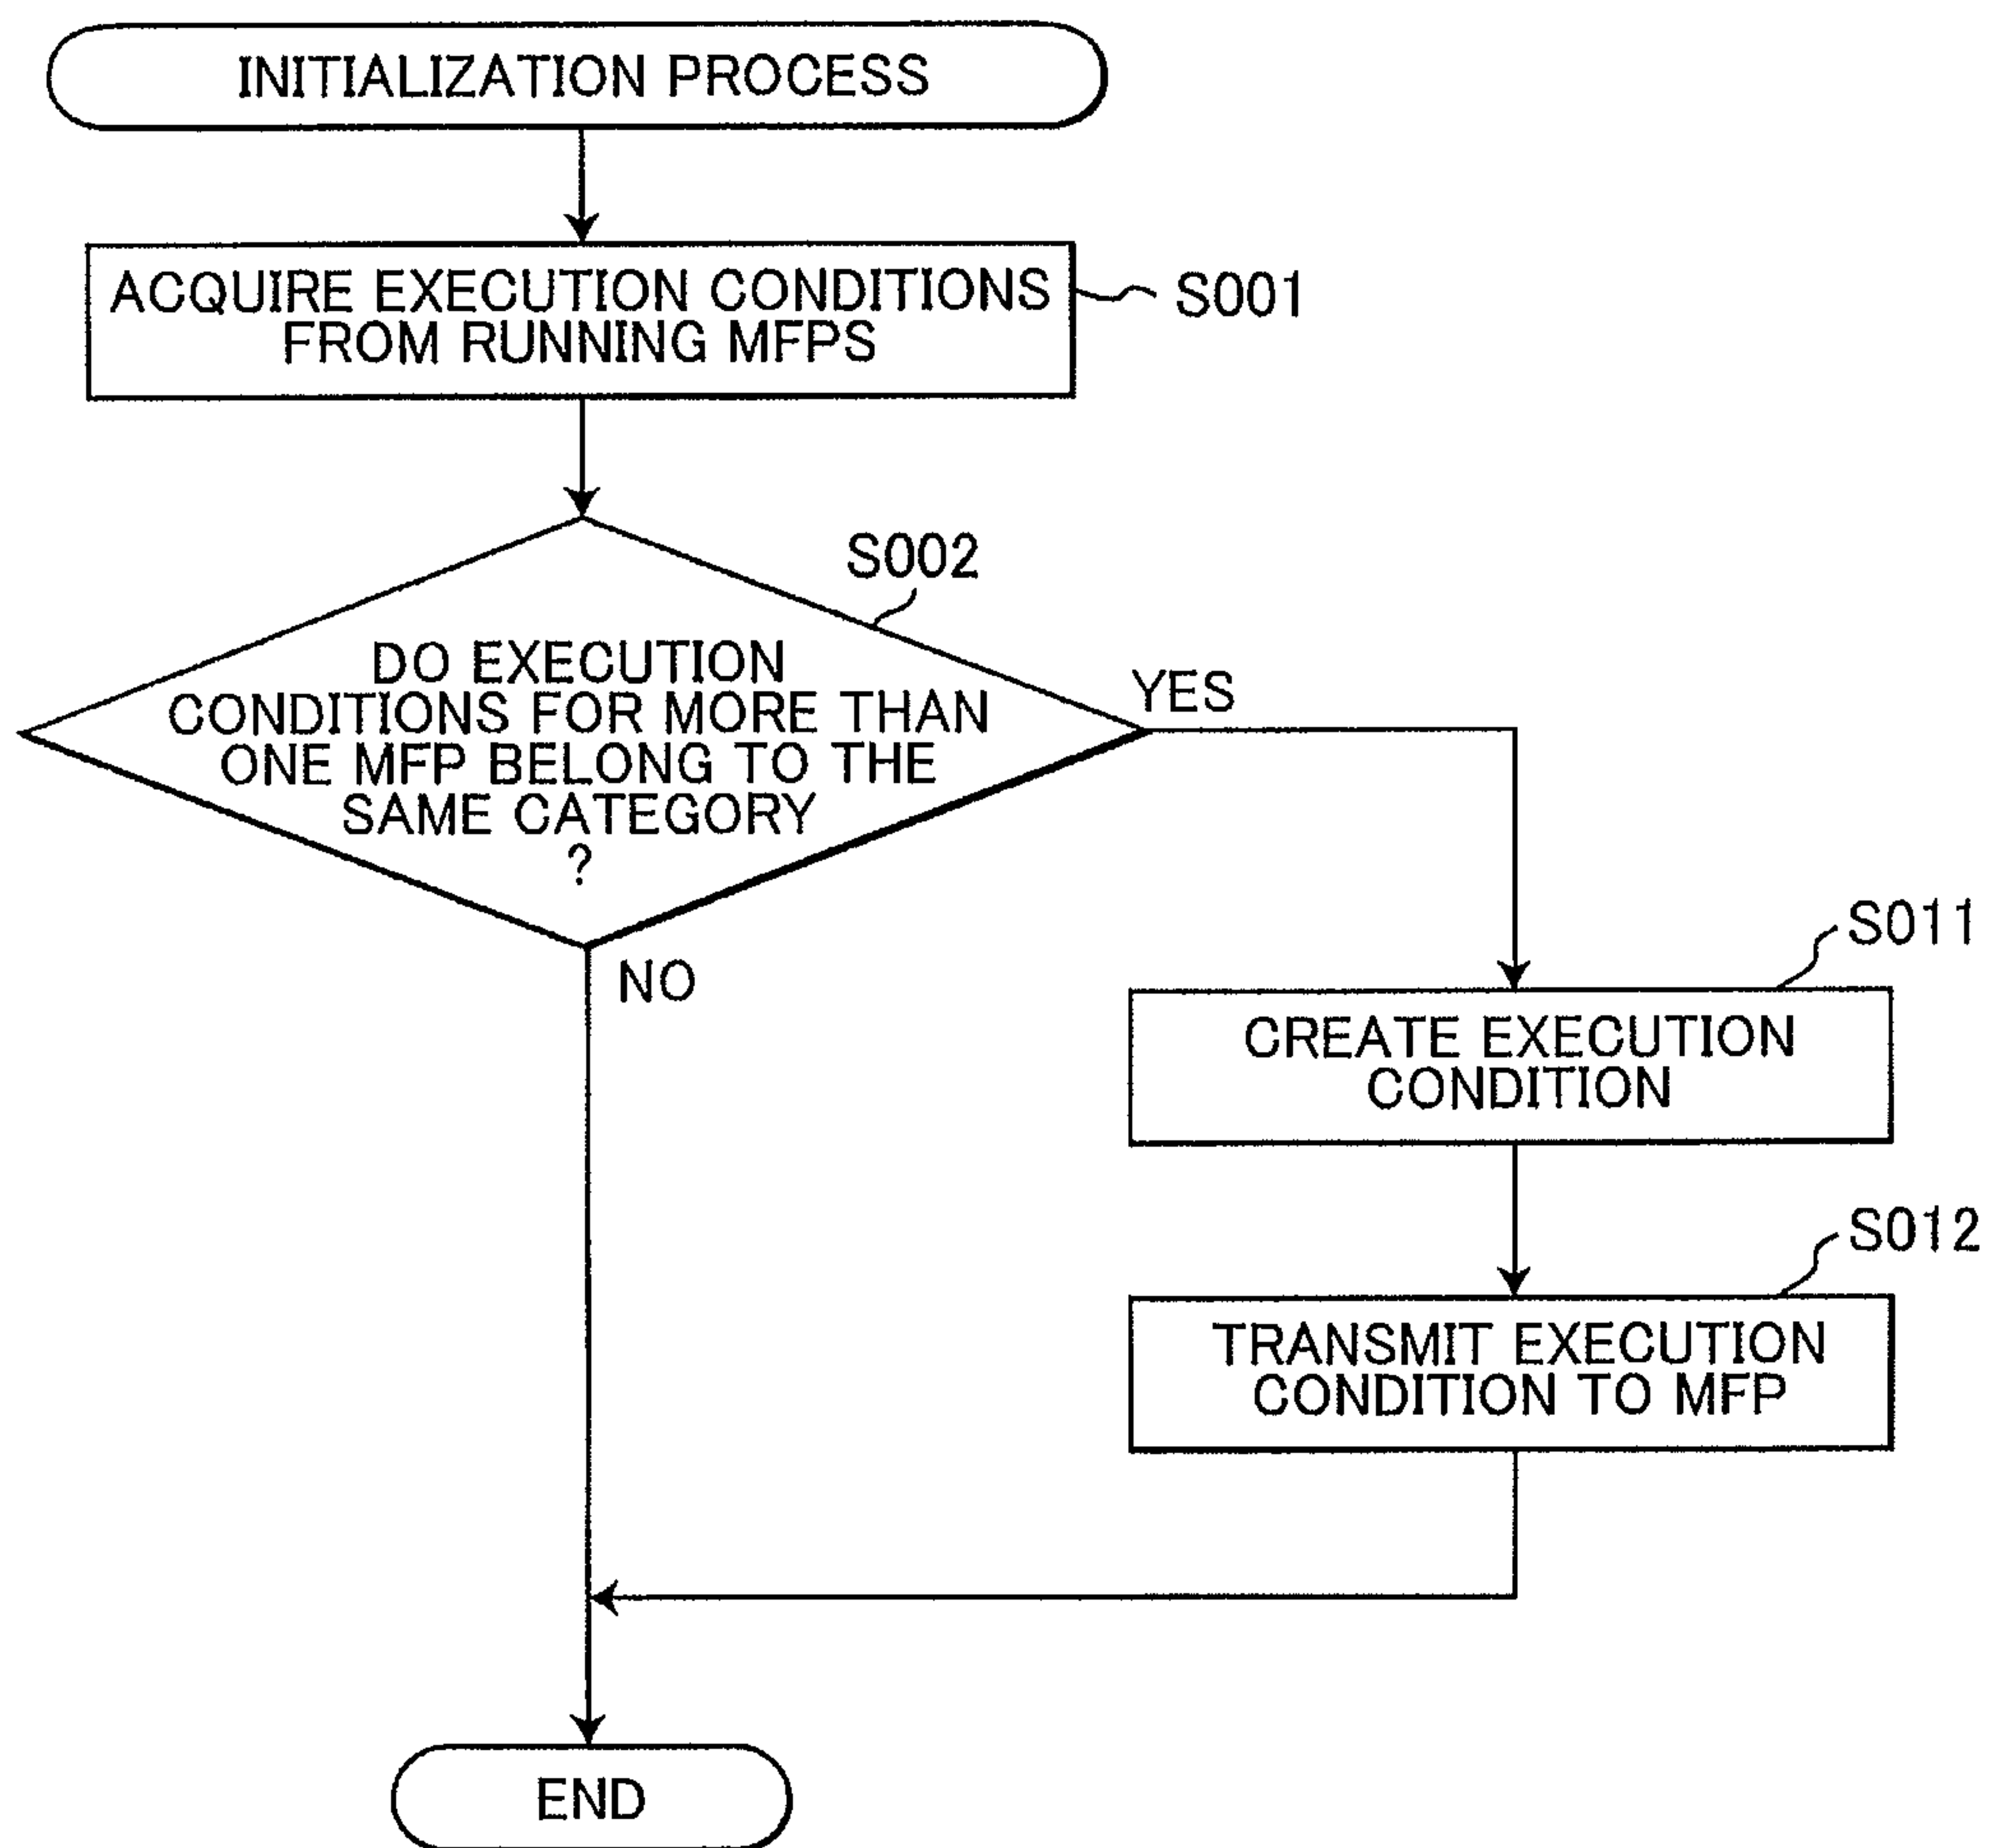 INITIALIZATION PROCESS
ACQUIRE EXECUTION CONDITIONS
FROM RUNNING MFPS
S001
S002
DO EXECUTION
CONDITIONS FOR MORE THAN
ONE MFP BELONG TO THE
SAME CATEGORY
?
YES
NO
S011
CREATE EXECUTION
CONDITION
S012
TRANSMIT EXECUTION
CONDITION TO MFP
END